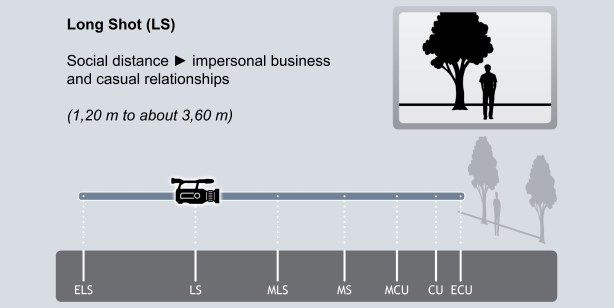 Long Shot (LS)
Social distance ► impersonal business
and casual relationships
(1,20 m to about 3,60 m)
ELS LS MLS MS MCU CU ECU